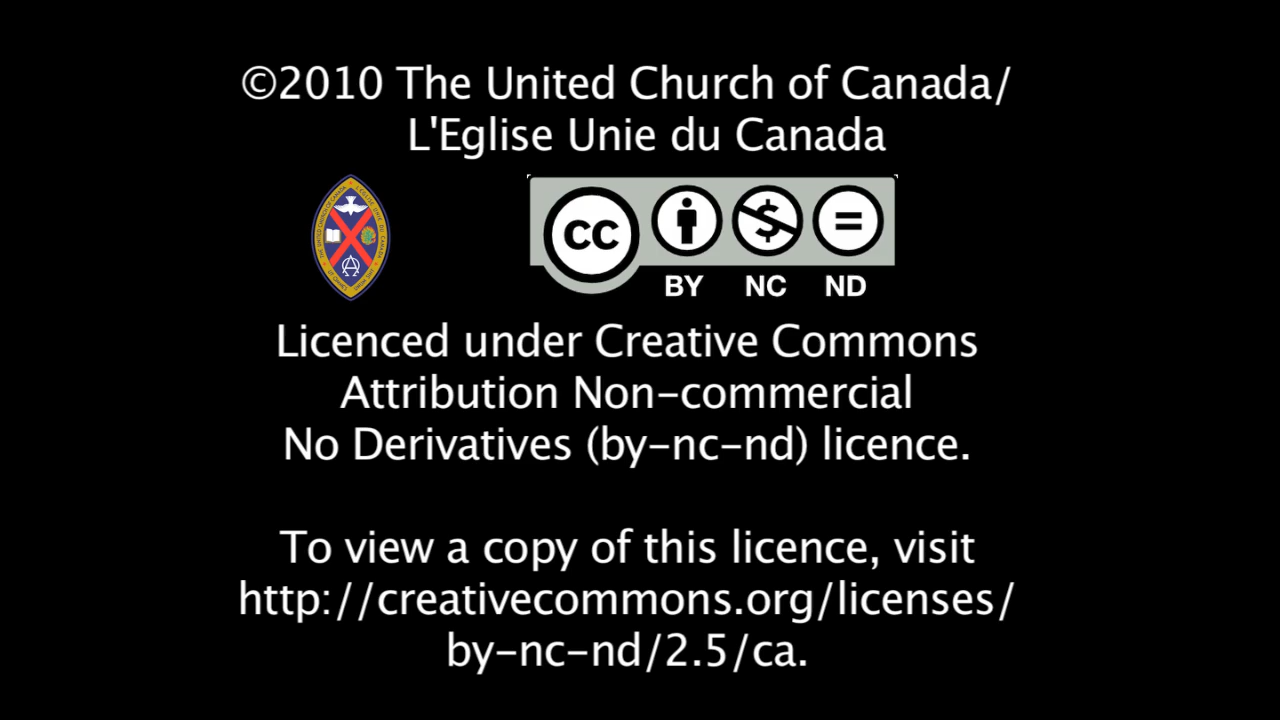 ©2010 The United Church of Canada/
L'Eglise Unie du Canada
cc
BY NC ND
Licenced under Creative Commons
Attribution Non-commercial
No Derivatives (by-nc-nd) licence.
To view a copy of this licence, visit
http://creativecommons.org/licenses/
by-nc-nd/2.5/ca.